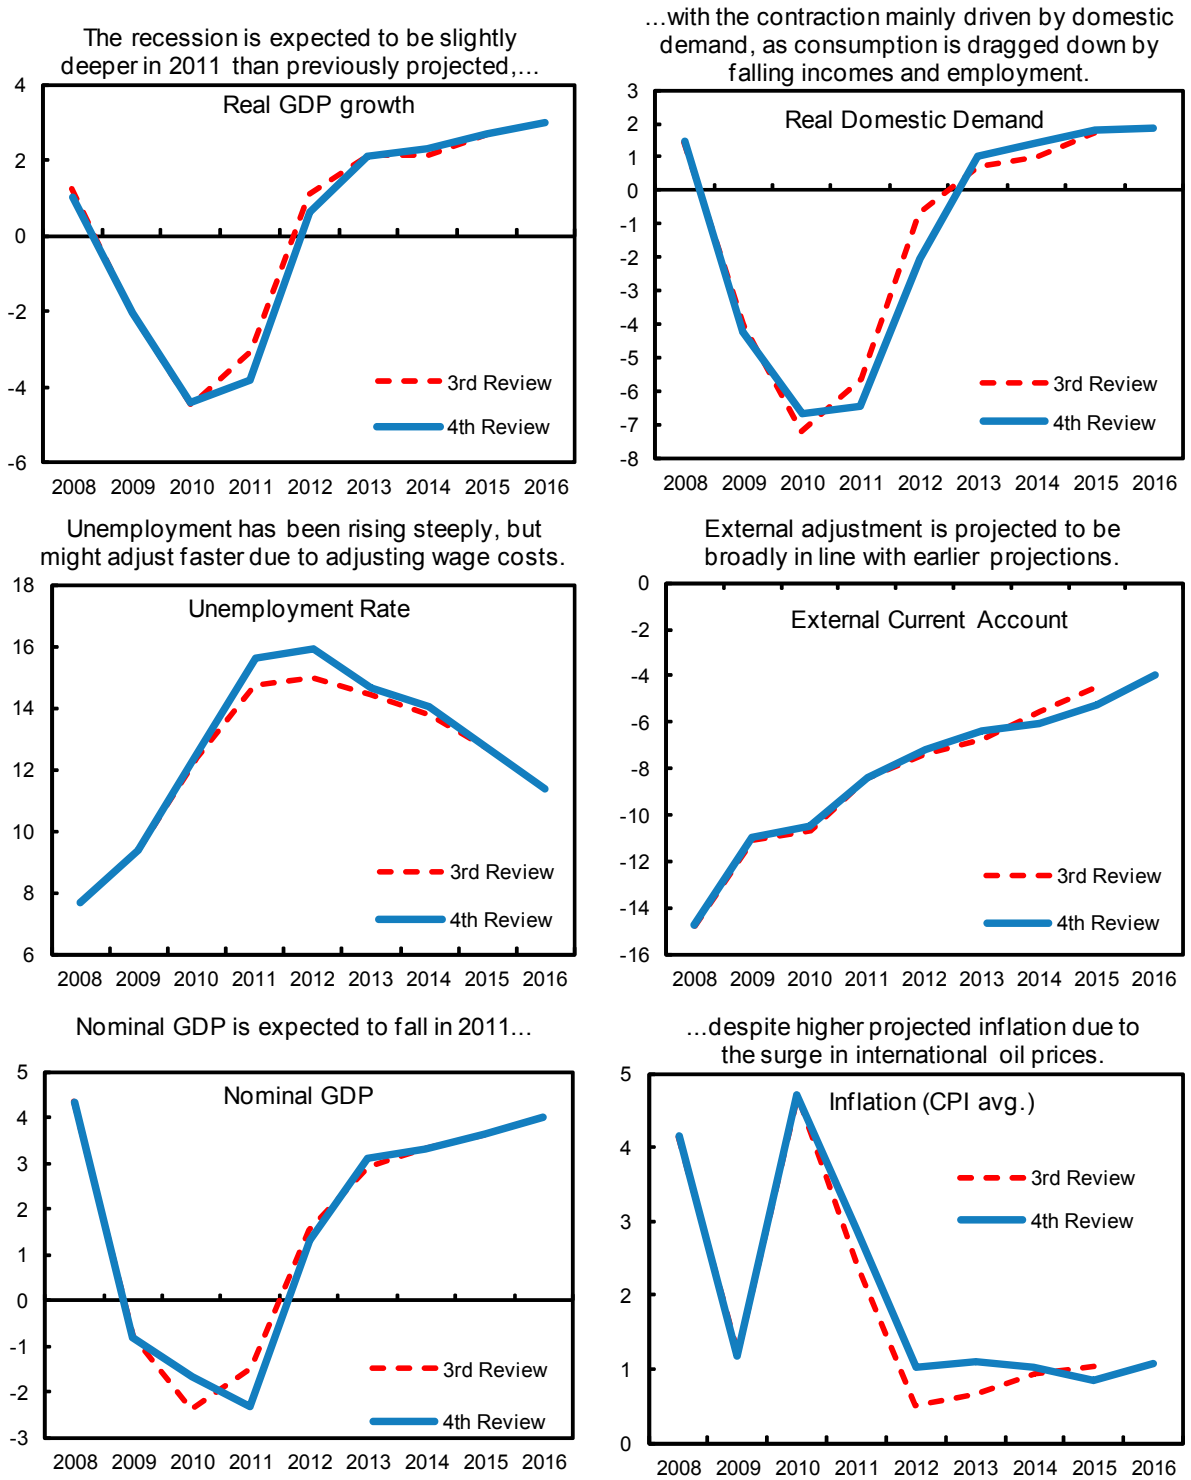 The recession is expected to be slightly
deeper in 2011 than previously projected,...
Real GDP growth
4
2
0
-2
-4
-6
3rd Review
4th Review
2008 2009 2010 2011 2012 2013 2014 2015 2016
...with the contraction mainly driven by domestic
demand, as consumption is dragged down by
falling incomes and employment.
Real Domestic Demand
3
2
1
0
-1
-2
-3
-4
-5
-6
-7
-8
3rd Review
4th Review
2008 2009 2010 2011 2012 2013 2014 2015 2016
Unemployment has been rising steeply, but
might adjust faster due to adjusting wage costs.
Unemployment Rate
18
16
14
12
10
8
6
3rd Review
4th Review
2008 2009 2010 2011 2012 2013 2014 2015 2016
External adjustment is projected to be
broadly in line with earlier projections.
External Current Account
0
-2
-4
-6
-8
-10
-12
-14
-16
3rd Review
4th Review
2008 2009 2010 2011 2012 2013 2014 2015 2016
Nominal GDP is expected to fall in 2011...
Nominal GDP
5
4
3
2
1
0
-1
-2
-3
3rd Review
4th Review
2008 2009 2010 2011 2012 2013 2014 2015 2016
...despite higher projected inflation due to
the surge in international oil prices.
Inflation (CPI avg.)
5
4
3
2
1
0
3rd Review
4th Review
2008 2009 2010 2011 2012 2013 2014 2015 2016